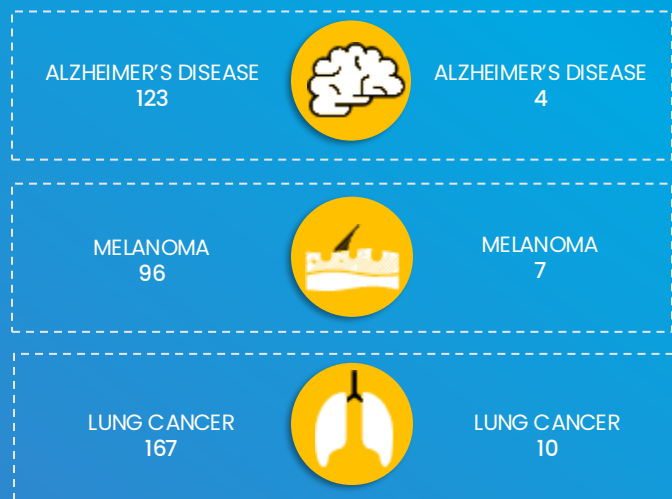 ALZHEIMER'S DISEASE
123
ALZHEIMER'S DISEASE
4
MELANOMA
96
MELANOMA
7
LUNG CANCER
167
LUNG CANCER
10